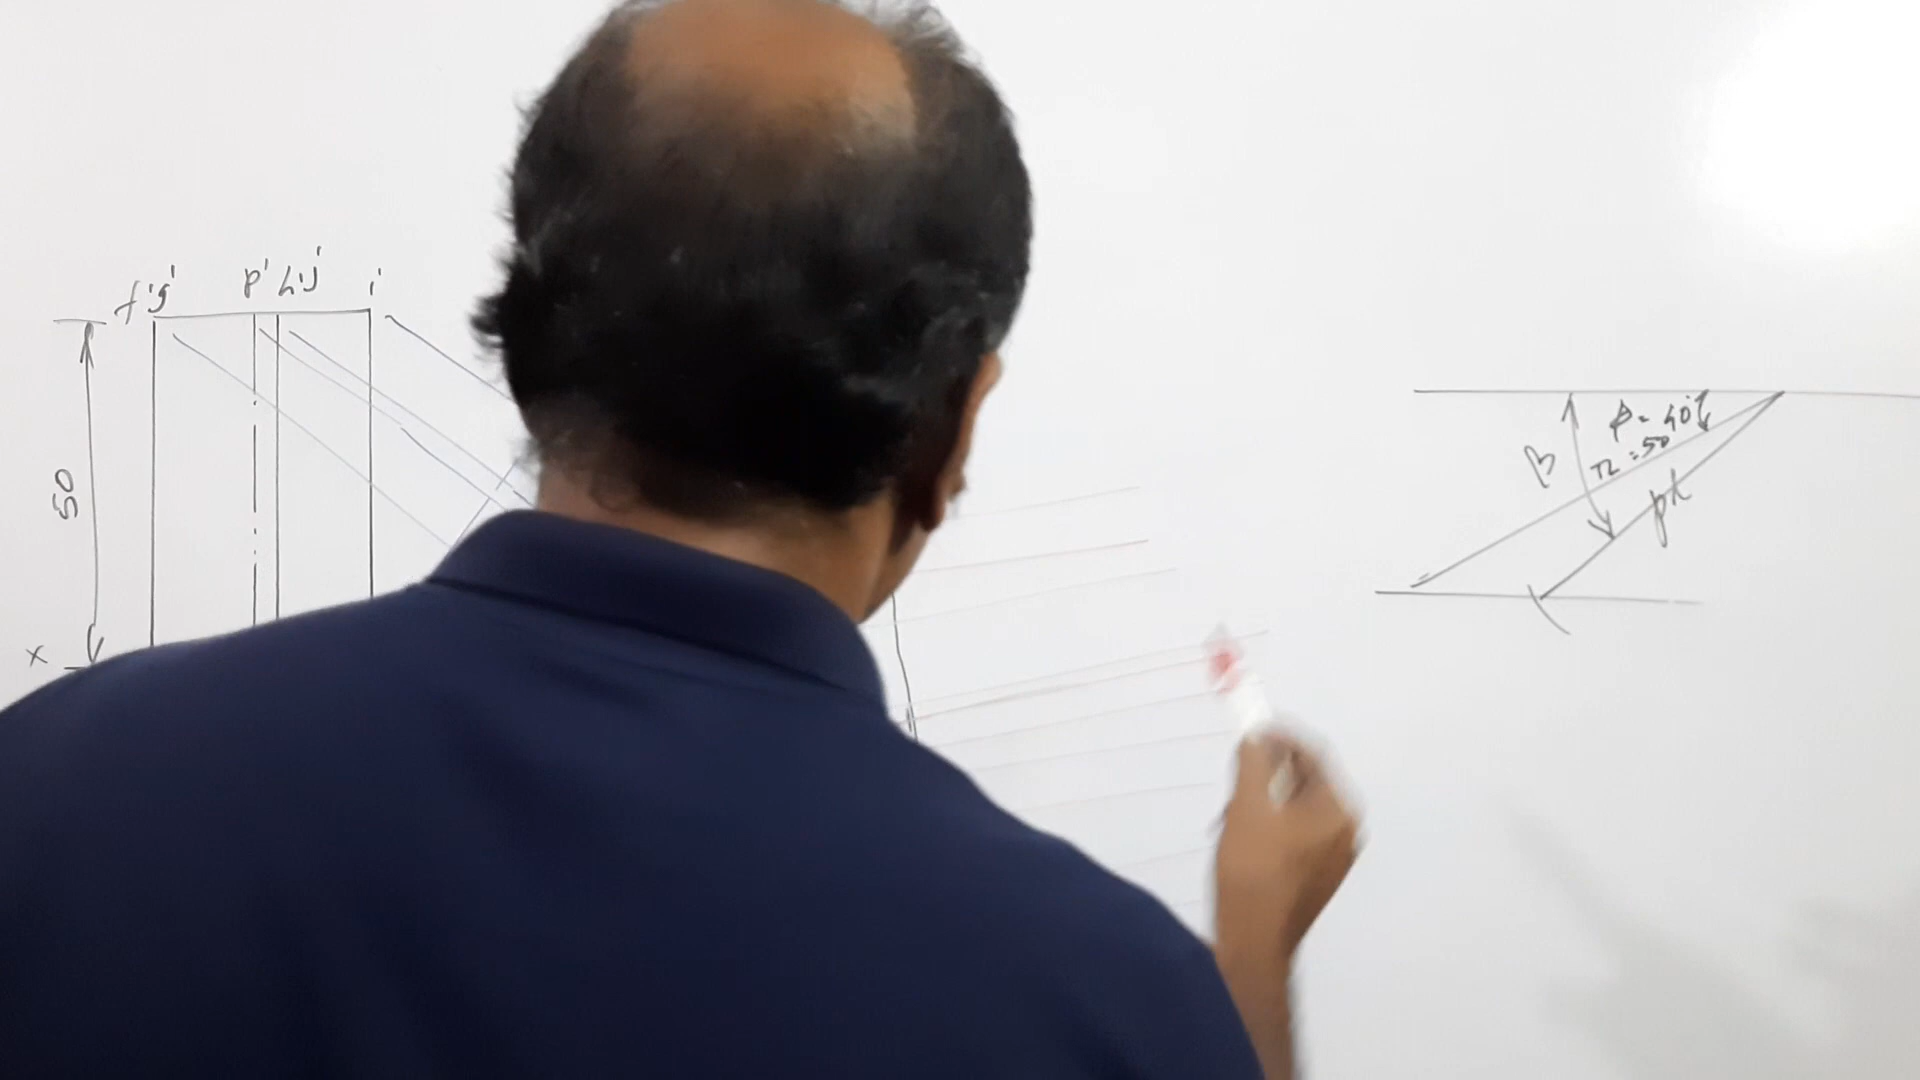 f'g' p' h'j' i'
50
x
β
φ = 40°
TL = 50
pl